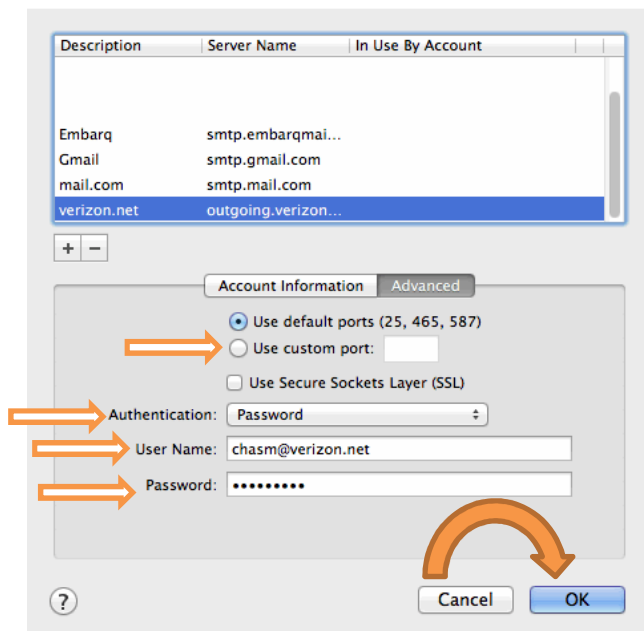 Description Server Name In Use By Account
Embarq smtp.embarqmai...
Gmail smtp.gmail.com
mail.com smtp.mail.com
verizon.net outgoing.verizon...
+ −
Account Information Advanced
Use default ports (25, 465, 587)
Use custom port:
Use Secure Sockets Layer (SSL)
Authentication: Password
User Name: chasm@verizon.net
Password: •••••••••
? Cancel OK